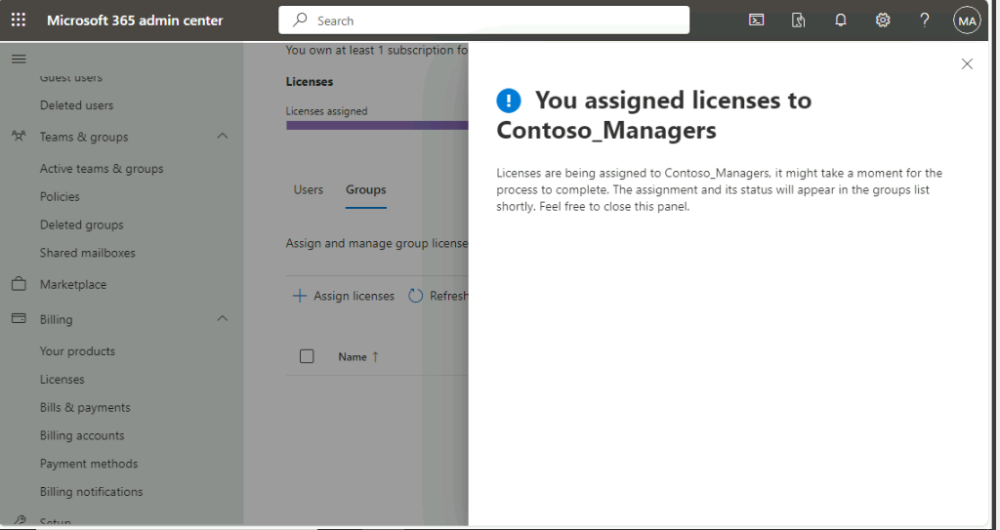 Microsoft 365 admin center
Search
MA
Guest users
Deleted users
Teams & groups
Active teams & groups
Policies
Deleted groups
Shared mailboxes
Marketplace
Billing
Your products
Licenses
Bills & payments
Billing accounts
Payment methods
Billing notifications
Setup
You own at least 1 subscription fo
Licenses
Licenses assigned
Users Groups
Assign and manage group license
Assign licenses Refresh
Name ↑
You assigned licenses to
Contoso_Managers
Licenses are being assigned to Contoso_Managers, it might take a moment for the
process to complete. The assignment and its status will appear in the groups list
shortly. Feel free to close this panel.